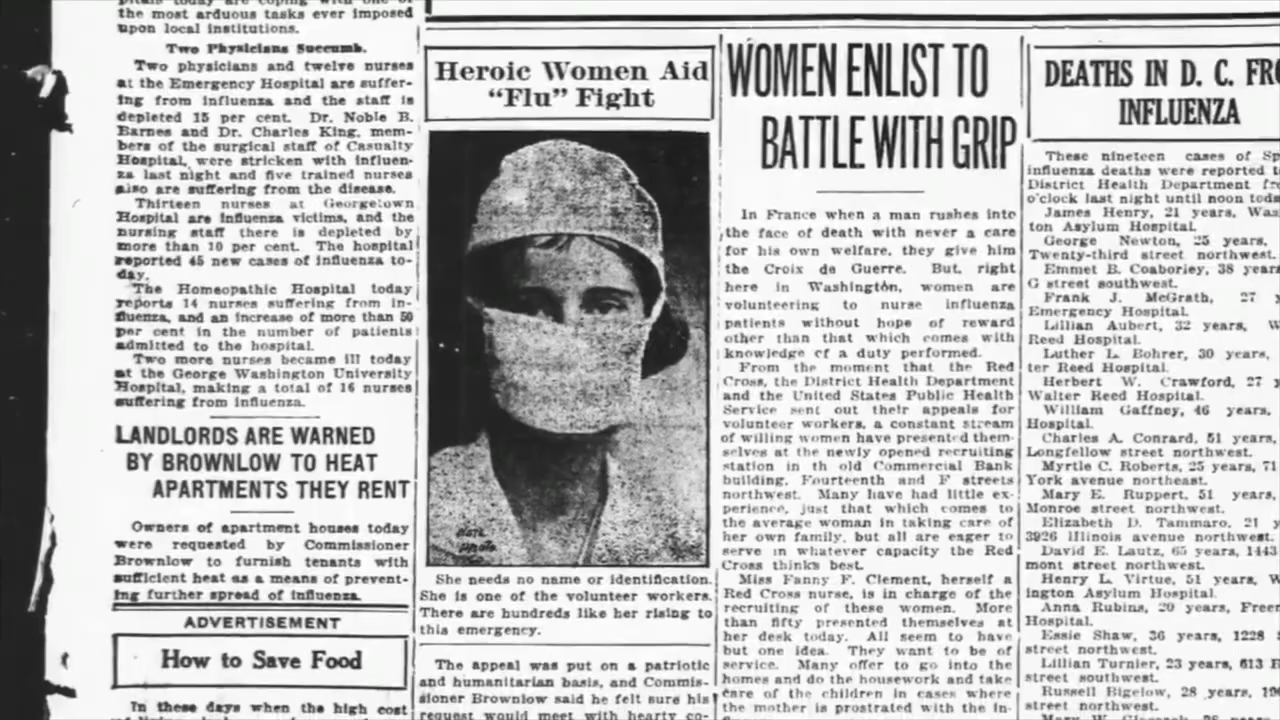 pitals today are coping with one of
the most arduous tasks ever imposed
upon local institutions.
Two Physicians Succumb.
Two physicians and twelve nurses
at the Emergency Hospital are suffer-
ing from influenza and the staff is
depleted 15 per cent. Dr. Noble B.
Barnes and Dr. Charles King, mem-
bers of the surgical staff of Casualty
Hospital, were stricken with influen-
za last night and five trained nurses
also are suffering from the disease.
Thirteen nurses at Georgetown
Hospital are influenza victims, and the
nursing staff there is depleted by
more than 10 per cent. The hospital
reported 45 new cases of influenza to-
day.
The Homeopathic Hospital today
reports 14 nurses suffering from in-
fluenza, and an increase of more than 50
per cent in the number of patients
admitted to the hospital.
Two more nurses became ill today
at the George Washington University
Hospital, making a total of 16 nurses
suffering from influenza.
LANDLORDS ARE WARNED
BY BROWNLOW TO HEAT
APARTMENTS THEY RENT
Owners of apartment houses today
were requested by Commissioner
Brownlow to furnish tenants with
sufficient heat as a means of prevent-
ing further spread of influenza.
ADVERTISEMENT
How to Save Food
In these days when the high cost
Heroic Women Aid
"Flu" Fight
She needs no name or identification.
She is one of the volunteer workers.
There are hundreds like her rising to
this emergency.
The appeal was put on a patriotic
and humanitarian basis, and Commis-
sioner Brownlow said he felt sure his
request would meet with hearty co-
WOMEN ENLIST TO
BATTLE WITH GRIP
In France when a man rushes into
the face of death with never a care
for his own welfare, they give him
the Croix de Guerre. But, right
here in Washington, women are
volunteering to nurse influenza
patients without hope of reward
other than that which comes with
knowledge of a duty performed.
From the moment that the Red
Cross, the District Health Department
and the United States Public Health
Service sent out their appeals for
volunteer workers, a constant stream
of willing women have presented them-
selves at the newly opened recruiting
station in th old Commercial Bank
building, Fourteenth and F streets
northwest. Many have had little ex-
perience, just that which comes to
the average woman in taking care of
her own family, but all are eager to
serve in whatever capacity the Red
Cross thinks best.
Miss Fanny F. Clement, herself a
Red Cross nurse, is in charge of the
recruiting of these women. More
than fifty presented themselves at
her desk today. All seem to have
but one idea. They want to be of
service. Many offer to go into the
homes and do the housework and take
care of the children in cases where
the mother is prostrated with the in-
DEATHS IN D. C. FRO
INFLUENZA
These nineteen cases of Sp
influenza deaths were reported t
District Health Department fr
o'clock last night until noon toda
James Henry, 21 years, Was
ton Asylum Hospital.
George Newton, 25 years,
Twenty-third street northwest.
Emmet B. Coaborley, 38 year
G street southwest.
Frank J. McGrath, 27 y
Emergency Hospital.
Lillian Aubert, 32 years, W
Reed Hospital.
Luther L. Bohrer, 30 years,
ter Reed Hospital.
Herbert W. Crawford, 27 y
Walter Reed Hospital.
William Gaffney, 46 years,
Hospital.
Charles A. Conrard, 51 years,
Longfellow street northwest.
Myrtle C. Roberts, 25 years, 71
York avenue northeast.
Mary E. Ruppert, 51 years,
Monroe street northwest.
Elizabeth D. Tammaro, 21 y
3926 Illinois avenue northwest.
David E. Lautz, 65 years, 1443
mont street northwest.
Henry L. Virtue, 51 years, W
ington Asylum Hospital.
Anna Rubins, 20 years, Free
Hospital.
Essie Shaw, 36 years, 1228
street northwest.
Lillian Turnier, 23 years, 613 E
street southwest.
Russell Bigelow, 28 years, 19